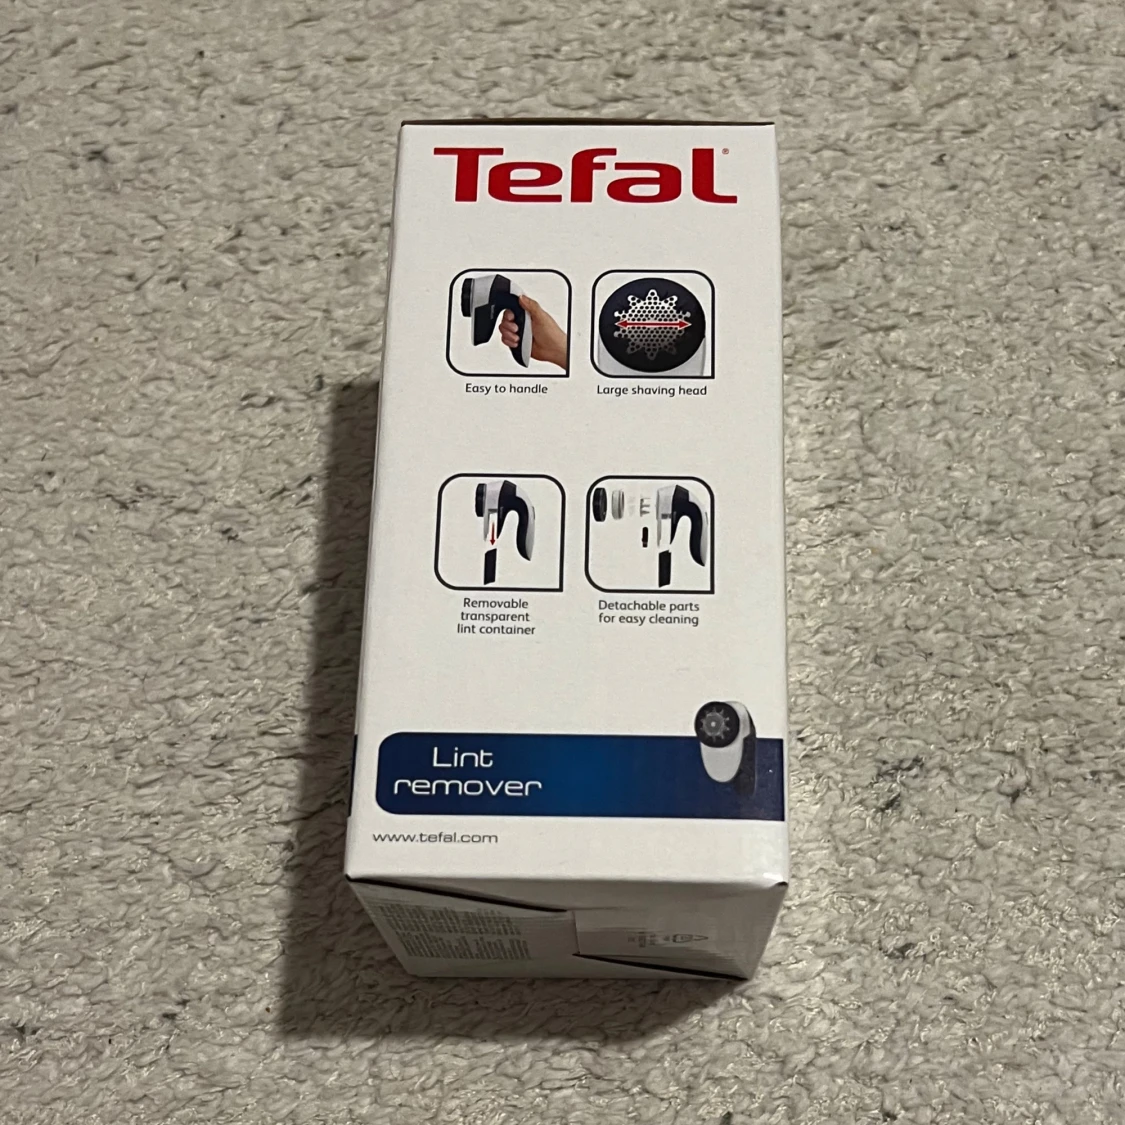 Tefal®
Easy to handle
Large shaving head
Removable
transparent
lint container
Detachable parts
for easy cleaning
Lint
remover
www.tefal.com